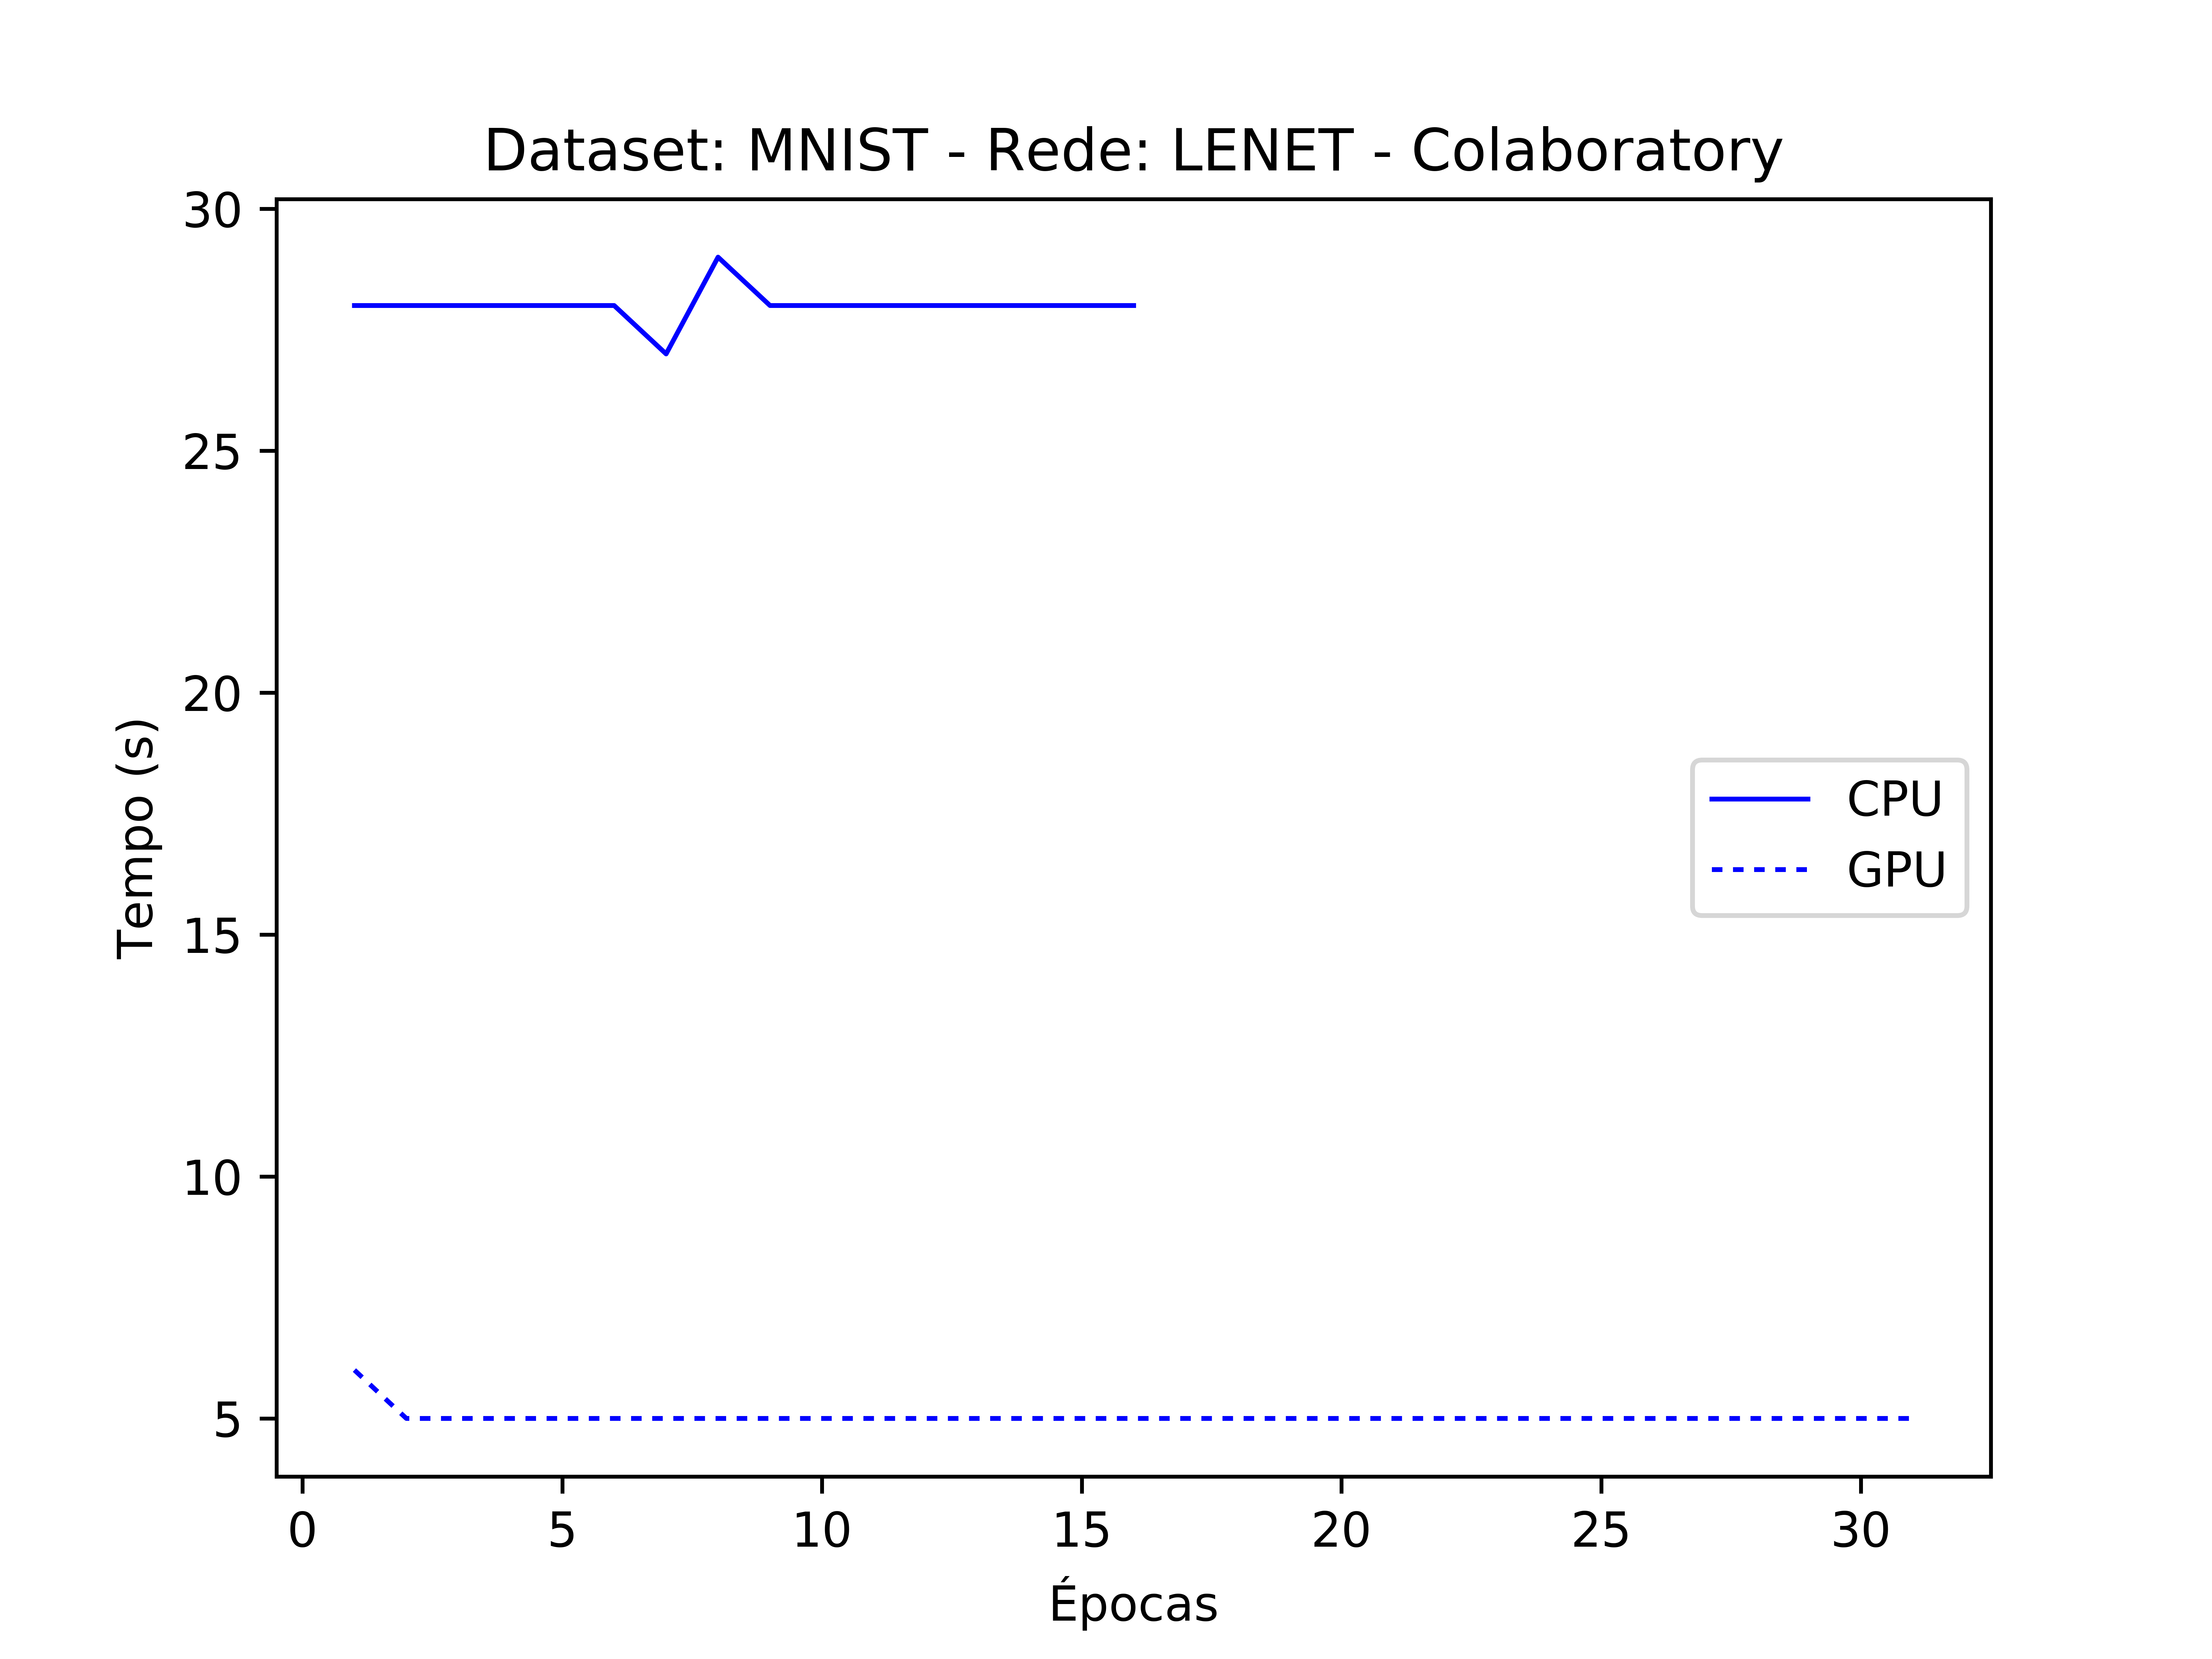 Dataset: MNIST - Rede: LENET - Colaboratory
30
25
20
15
10
5
Tempo (s)
CPU
GPU
0 5 10 15 20 25 30
Épocas